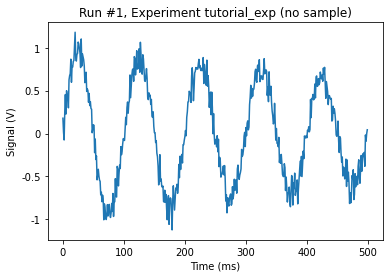 Run #1, Experiment tutorial_exp (no sample)
Signal (V)
1
0.5
0
-0.5
-1
0 100 200 300 400 500
Time (ms)